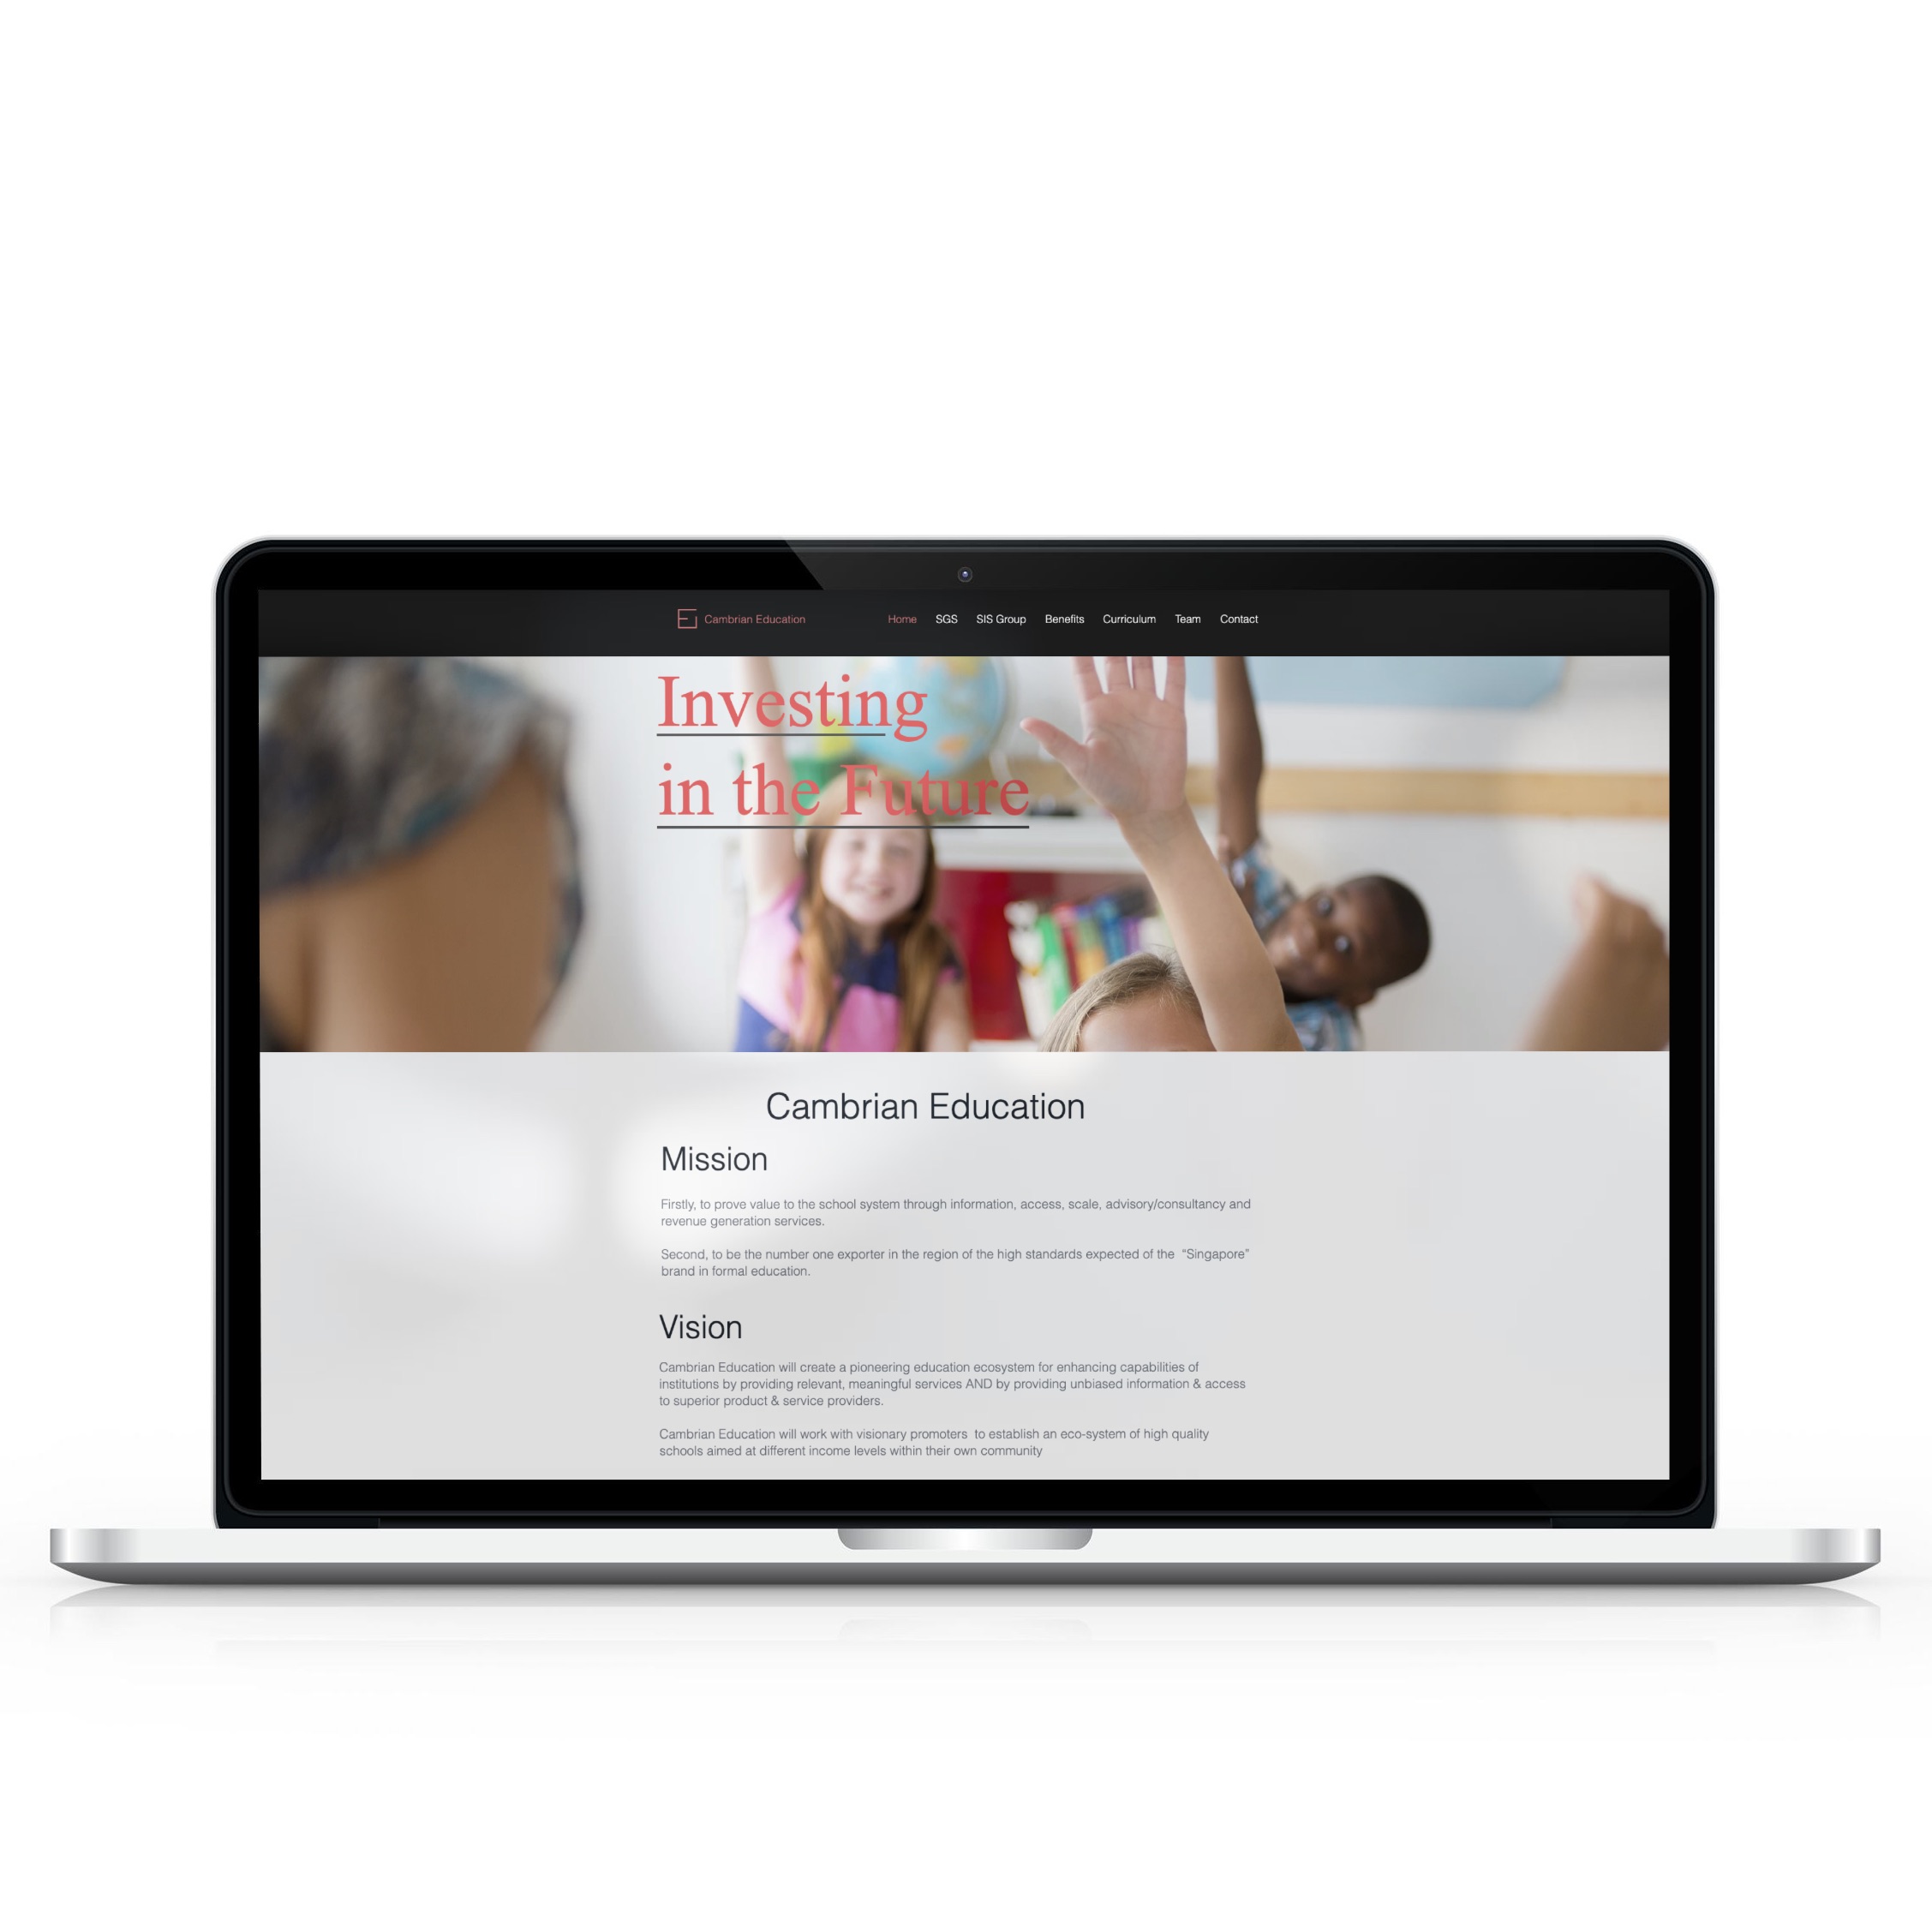 Cambrian Education
Home SGS SIS Group Benefits Curriculum Team Contact
Investing
in the Future
Cambrian Education
Mission
Firstly, to prove value to the school system through information, access, scale, advisory/consultancy and
revenue generation services.
Second, to be the number one exporter in the region of the high standards expected of the “Singapore”
brand in formal education.
Vision
Cambrian Education will create a pioneering education ecosystem for enhancing capabilities of
institutions by providing relevant, meaningful services AND by providing unbiased information & access
to superior product & service providers.
Cambrian Education will work with visionary promoters to establish an eco-system of high quality
schools aimed at different income levels within their own community